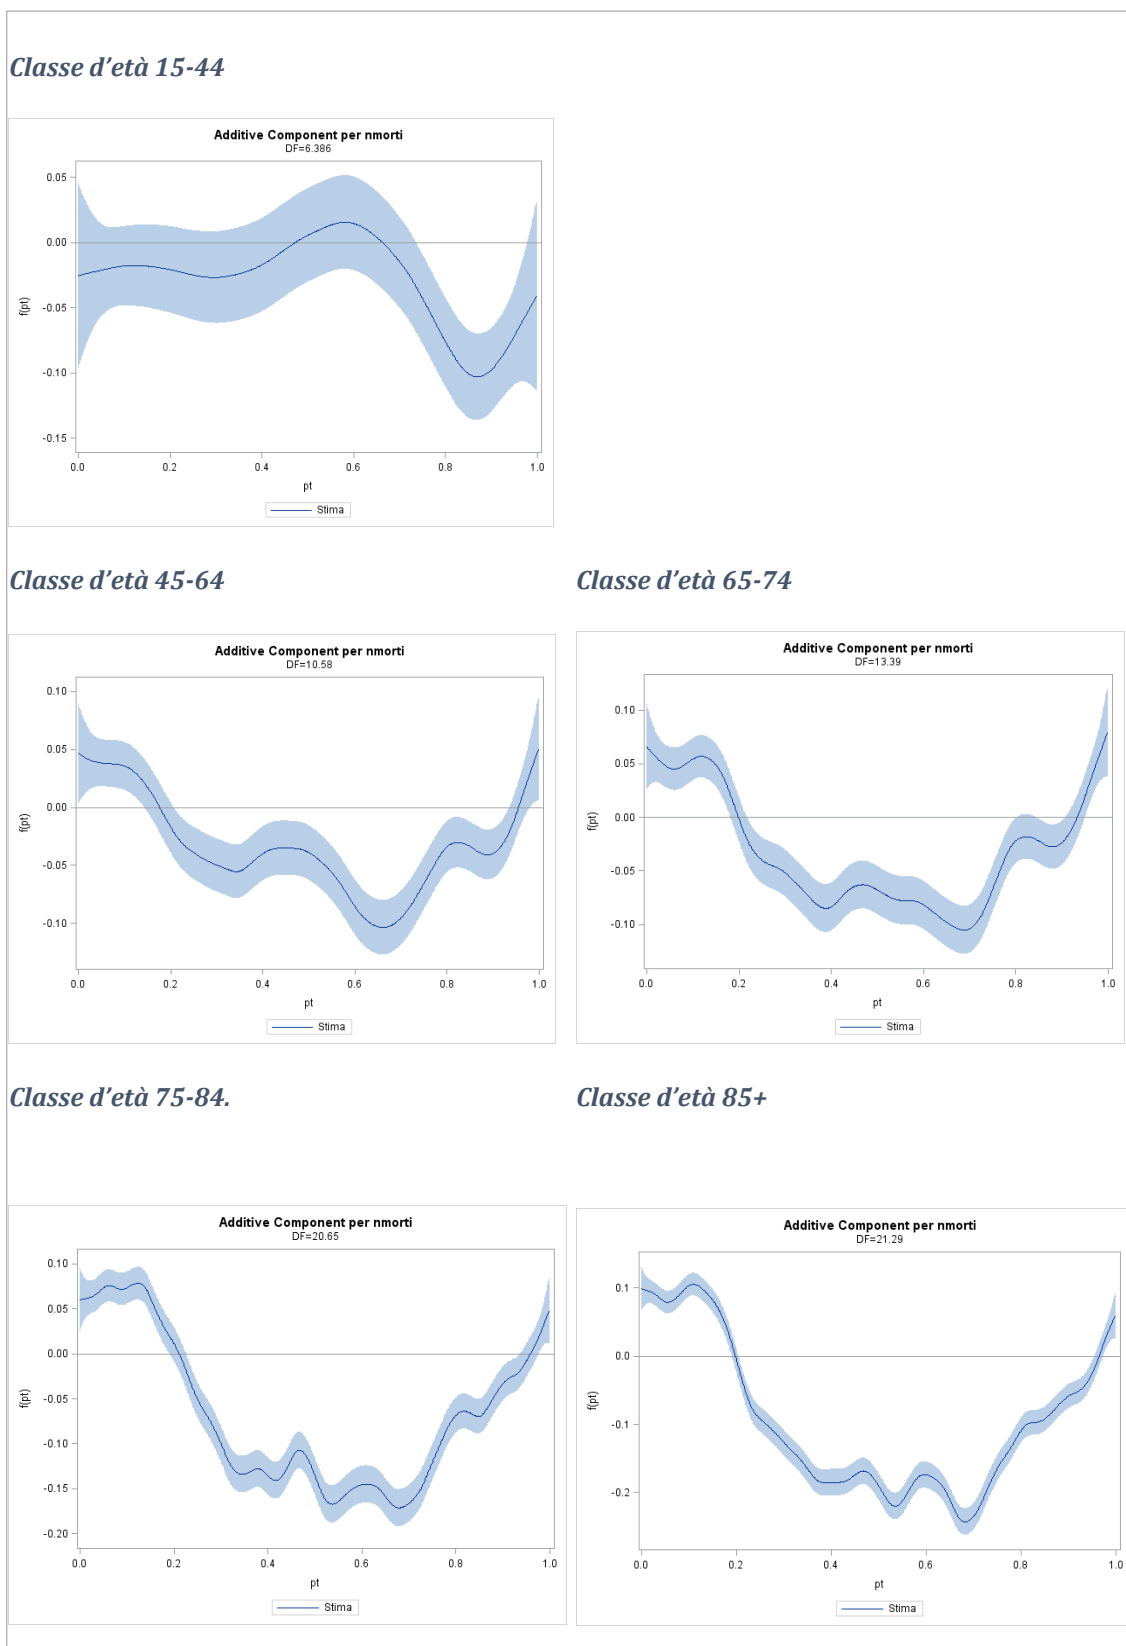 Classe d'età 15-44
Additive Component per nmorti
DF=6.386
0.05
0.00
-0.05
-0.10
-0.15
f(pt)
0.0 0.2 0.4 0.6 0.8 1.0
pt
Stima
Classe d'età 45-64
Additive Component per nmorti
DF=10.58
0.10
0.05
0.00
-0.05
-0.10
f(pt)
0.0 0.2 0.4 0.6 0.8 1.0
pt
Stima
Classe d'età 65-74
Additive Component per nmorti
DF=13.39
0.10
0.05
0.00
-0.05
-0.10
f(pt)
0.0 0.2 0.4 0.6 0.8 1.0
pt
Stima
Classe d'età 75-84.
Additive Component per nmorti
DF=20.65
0.10
0.05
0.00
-0.05
-0.10
-0.15
-0.20
f(pt)
0.0 0.2 0.4 0.6 0.8 1.0
pt
Stima
Classe d'età 85+
Additive Component per nmorti
DF=21.29
0.1
0.0
-0.1
-0.2
f(pt)
0.0 0.2 0.4 0.6 0.8 1.0
pt
Stima